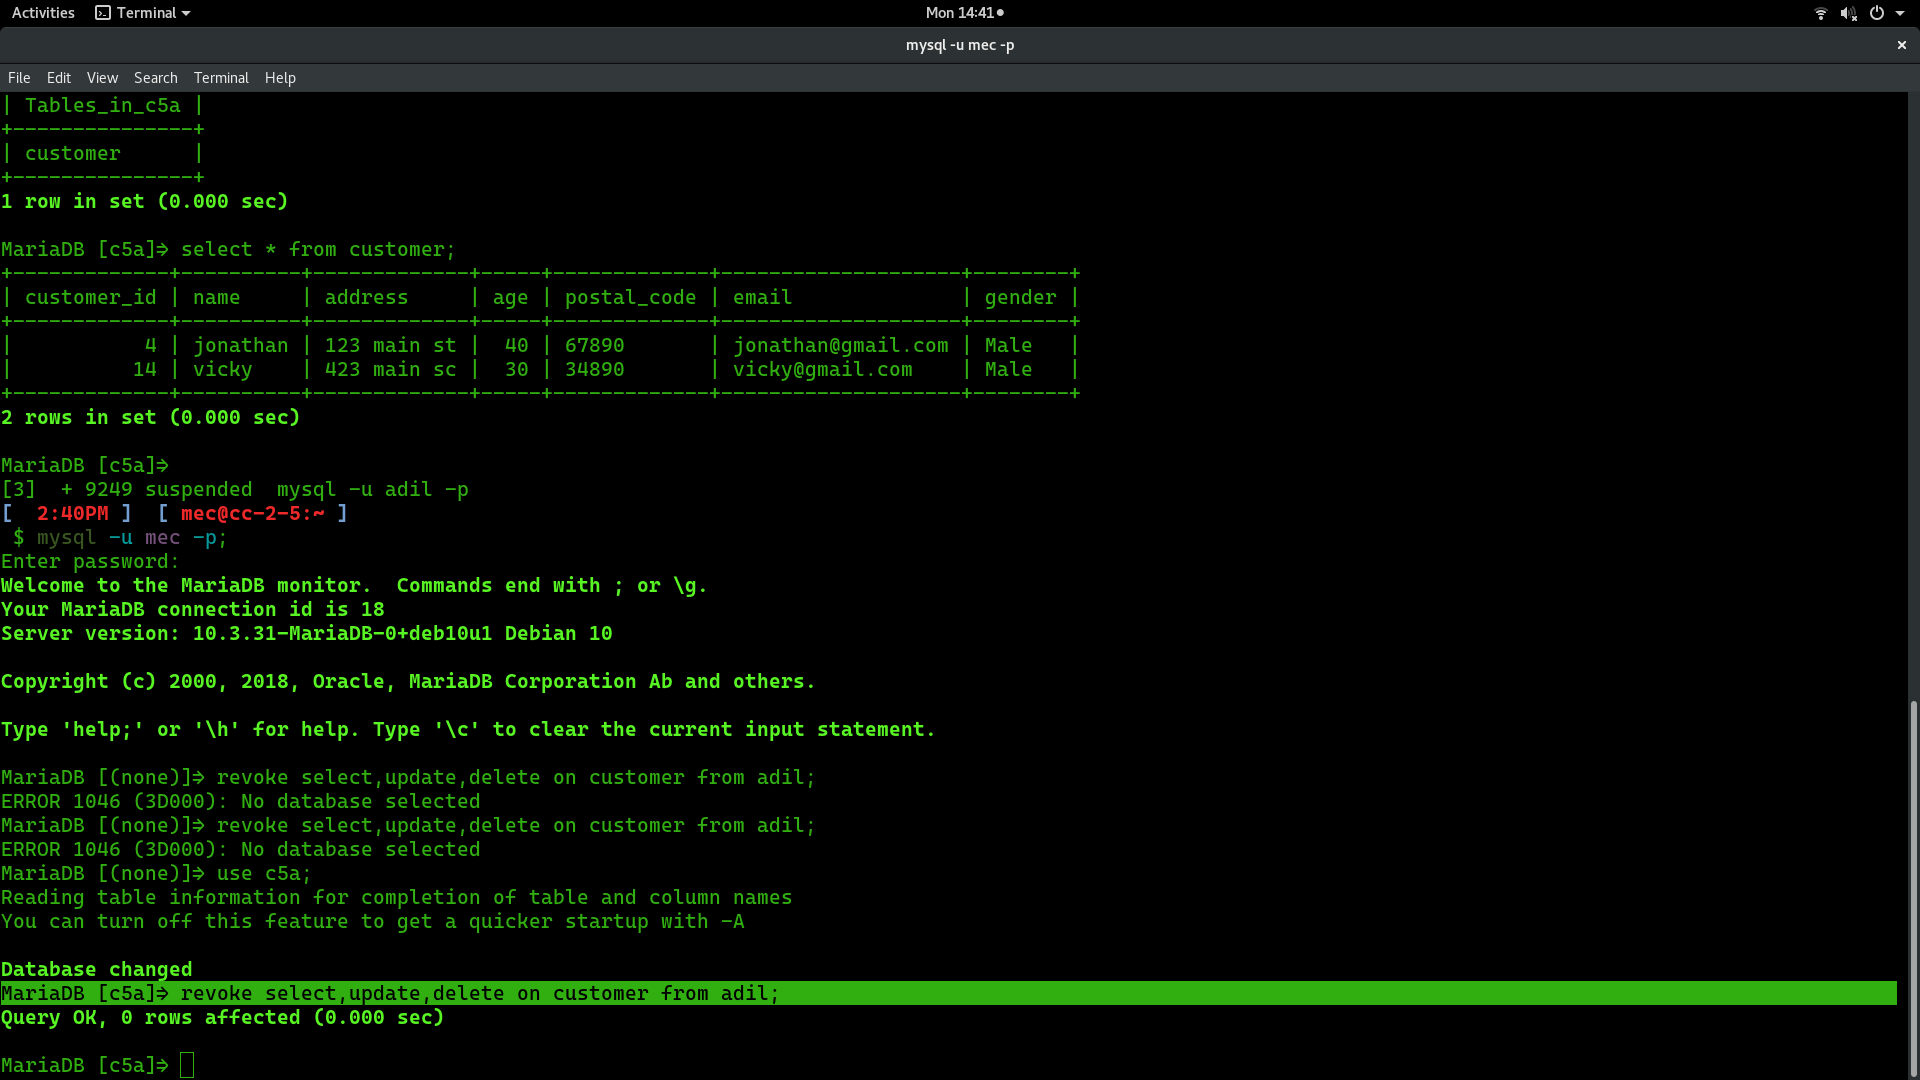 Activities Terminal Mon 14:41
mysql -u mec -p
File Edit View Search Terminal Help
| Tables_in_c5a |
+---------------+
| customer      |
+---------------+
1 row in set (0.000 sec)
MariaDB [c5a]> select * from customer;
+-------------+----------+-------------+-----+-------------+--------------------+--------+
| customer_id | name     | address     | age | postal_code | email              | gender |
+-------------+----------+-------------+-----+-------------+--------------------+--------+
|           4 | jonathan | 123 main st |  40 | 67890       | jonathan@gmail.com | Male   |
|          14 | vicky    | 423 main sc |  30 | 34890       | vicky@gmail.com    | Male   |
+-------------+----------+-------------+-----+-------------+--------------------+--------+
2 rows in set (0.000 sec)
MariaDB [c5a]>
[3]  + 9249 suspended  mysql -u adil -p
[  2:40PM ]  [ mec@cc-2-5:~ ]
 $ mysql -u mec -p;
Enter password:
Welcome to the MariaDB monitor.  Commands end with ; or \g.
Your MariaDB connection id is 18
Server version: 10.3.31-MariaDB-0+deb10u1 Debian 10
Copyright (c) 2000, 2018, Oracle, MariaDB Corporation Ab and others.
Type 'help;' or '\h' for help. Type '\c' to clear the current input statement.
MariaDB [(none)]> revoke select,update,delete on customer from adil;
ERROR 1046 (3D000): No database selected
MariaDB [(none)]> revoke select,update,delete on customer from adil;
ERROR 1046 (3D000): No database selected
MariaDB [(none)]> use c5a;
Reading table information for completion of table and column names
You can turn off this feature to get a quicker startup with -A
Database changed
MariaDB [c5a]> revoke select,update,delete on customer from adil;
Query OK, 0 rows affected (0.000 sec)
MariaDB [c5a]>